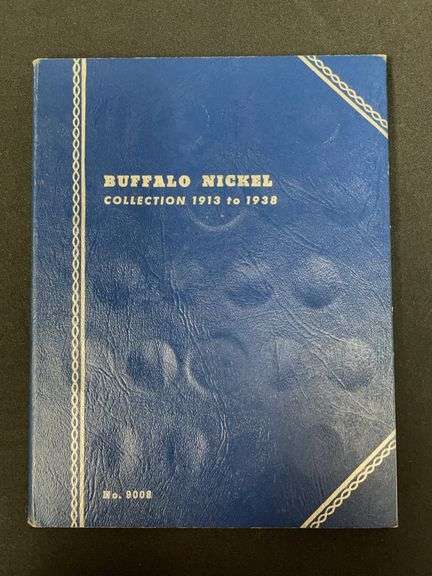 BUFFALO NICKEL
COLLECTION 1913 to 1938
No. 9008